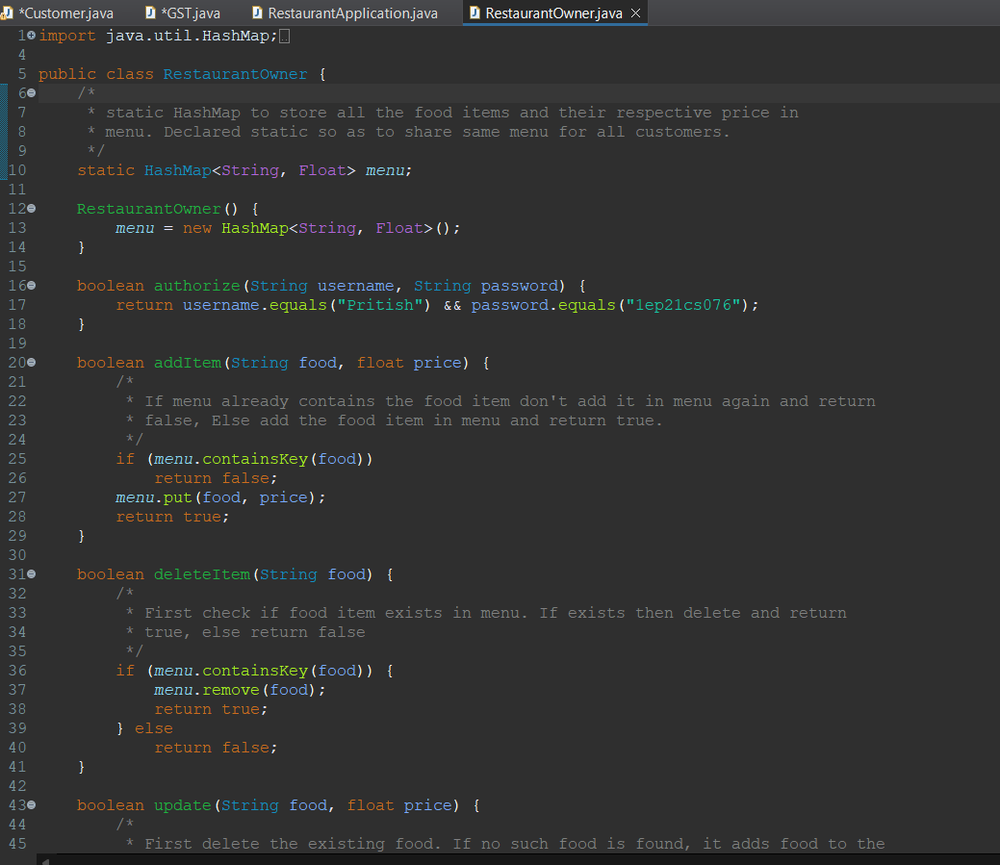 *Customer.java *GST.java RestaurantApplication.java RestaurantOwner.java
1 import java.util.HashMap;
4
5 public class RestaurantOwner {
6 /*
7 * static HashMap to store all the food items and their respective price in
8 * menu. Declared static so as to share same menu for all customers.
9 */
10 static HashMap<String, Float> menu;
11
12 RestaurantOwner() {
13 menu = new HashMap<String, Float>();
14 }
15
16 boolean authorize(String username, String password) {
17 return username.equals("Pritish") && password.equals("1ep21cs076");
18 }
19
20 boolean addItem(String food, float price) {
21 /*
22 * If menu already contains the food item don't add it in menu again and return
23 * false, Else add the food item in menu and return true.
24 */
25 if (menu.containsKey(food))
26 return false;
27 menu.put(food, price);
28 return true;
29 }
30
31 boolean deleteItem(String food) {
32 /*
33 * First check if food item exists in menu. If exists then delete and return
34 * true, else return false
35 */
36 if (menu.containsKey(food)) {
37 menu.remove(food);
38 return true;
39 } else
40 return false;
41 }
42
43 boolean update(String food, float price) {
44 /*
45 * First delete the existing food. If no such food is found, it adds food to the